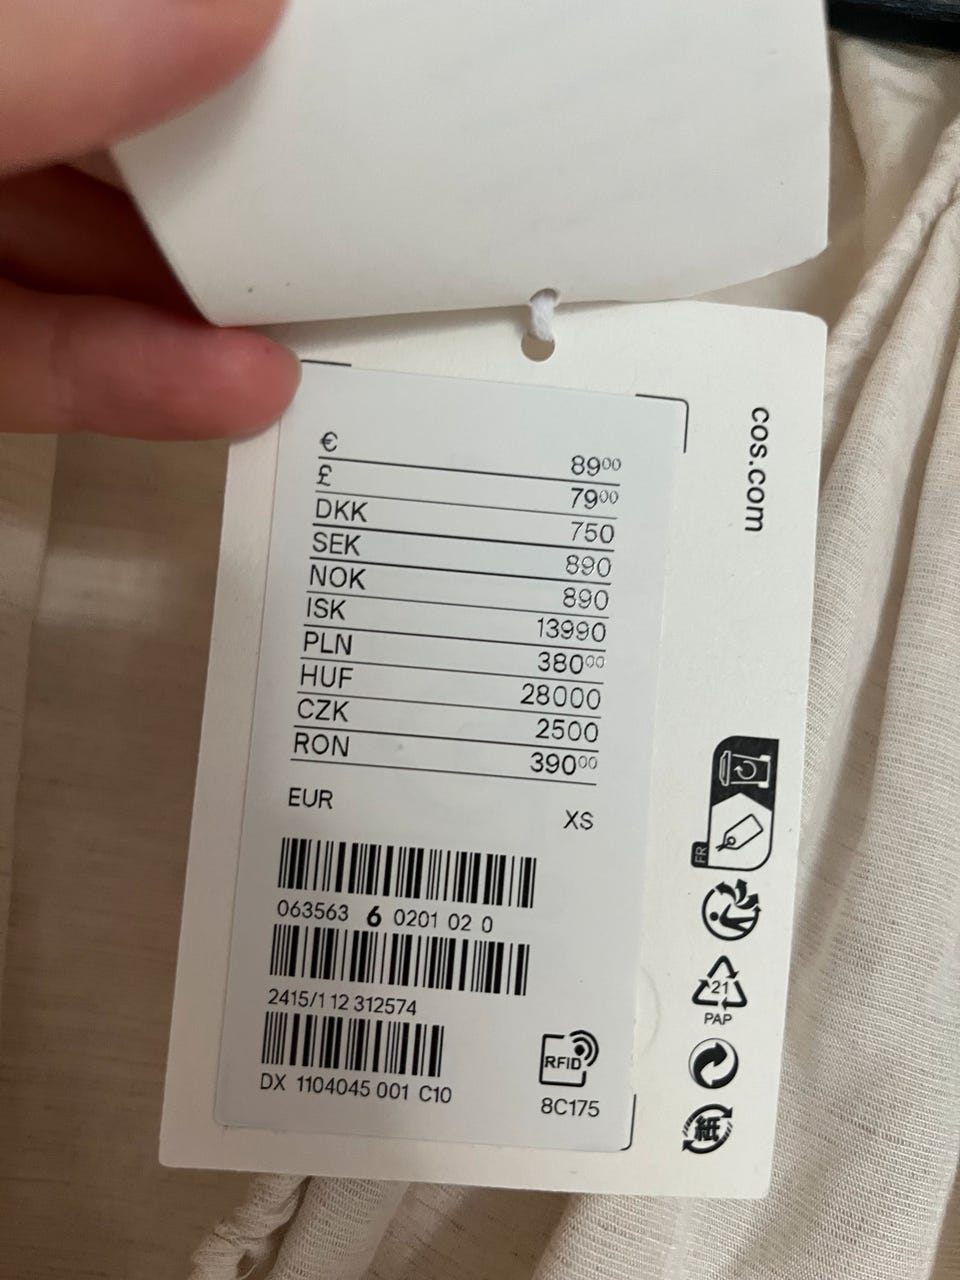 € 89⁰⁰
£ 79⁰⁰
DKK 750
SEK 890
NOK 890
ISK 13990
PLN 380⁰⁰
HUF 28000
CZK 2500
RON 390⁰⁰
EUR XS
063563 6 0201 02 0
2415/1 12 312574
DX 1104045 001 C10
RFID
8C175
cos.com
FR
21
PAP
紙